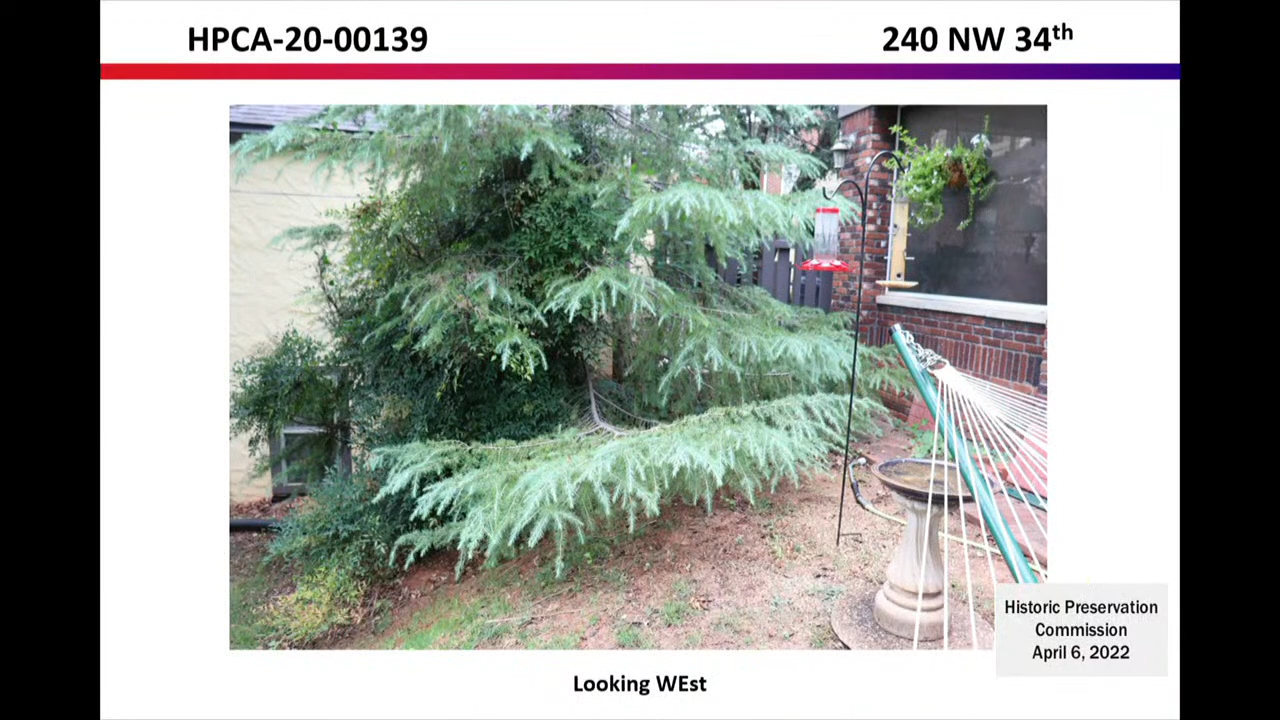 HPCA-20-00139
240 NW 34th
Historic Preservation
Commission
April 6, 2022
Looking WEst